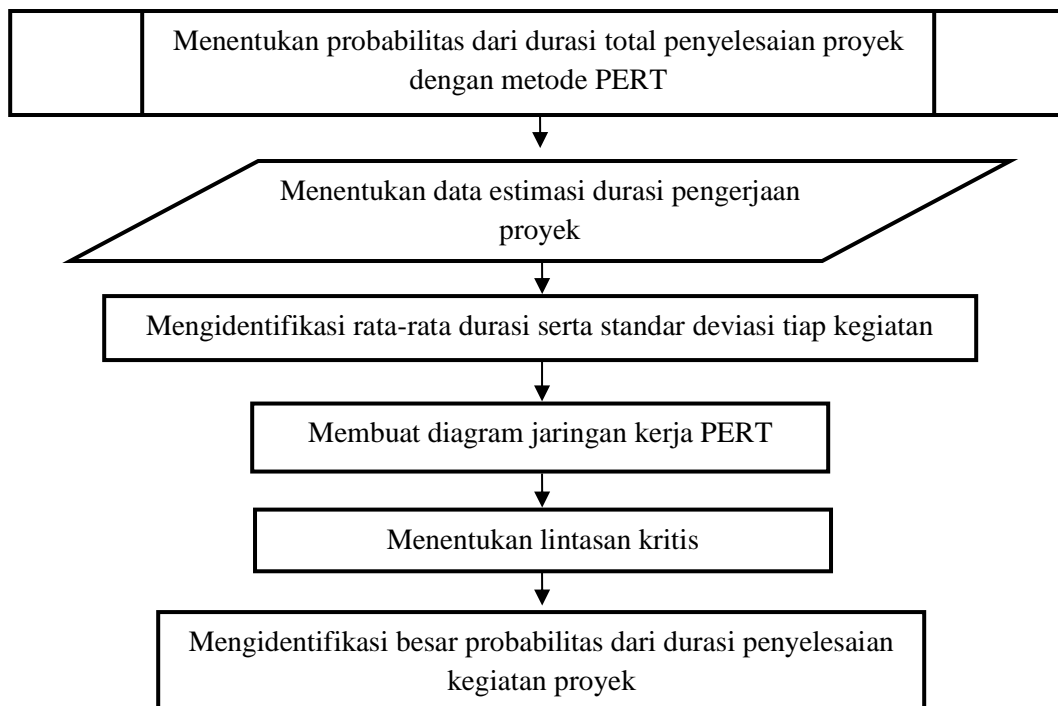 Menentukan probabilitas dari durasi total penyelesaian proyek
dengan metode PERT
Menentukan data estimasi durasi pengerjaan
proyek
Mengidentifikasi rata-rata durasi serta standar deviasi tiap kegiatan
Membuat diagram jaringan kerja PERT
Menentukan lintasan kritis
Mengidentifikasi besar probabilitas dari durasi penyelesaian
kegiatan proyek